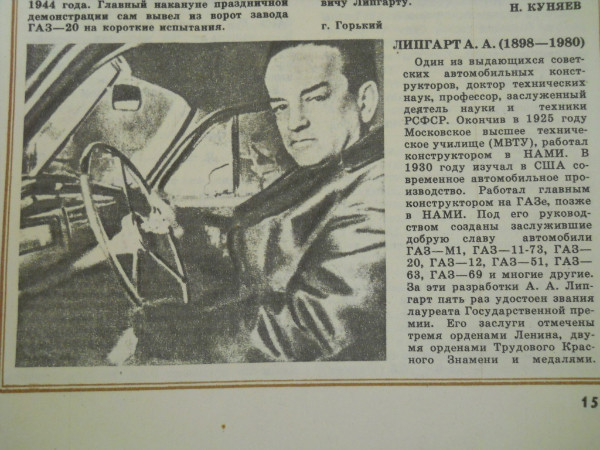 1944 года. Главный накануне праздничной
демонстрации сам вывел из ворот завода
ГАЗ—20 на короткие испытания.
вичу Липгарту.
Н. КУНЯЕВ
г. Горький
ЛИПГАРТ А. А. (1898—1980)
Один из выдающихся совет-
ских автомобильных конст-
рукторов, доктор технических
наук, профессор, заслуженный
деятель науки и техники
РСФСР. Окончив в 1925 году
Московское высшее техниче-
ское училище (МВТУ), работал
конструктором в НАМИ. В
1930 году изучал в США со-
временное автомобильное про-
изводство. Работал главным
конструктором на ГАЗе, позже
в НАМИ. Под его руковод-
ством созданы заслужившие
добрую славу автомобили
ГАЗ—М1, ГАЗ—11-73, ГАЗ—
20, ГАЗ—12, ГАЗ—51, ГАЗ—
63, ГАЗ—69 и многие другие.
За эти разработки А. А. Лип-
гарт пять раз удостоен звания
лауреата Государственной пре-
мии. Его заслуги отмечены
тремя орденами Ленина, дву-
мя орденами Трудового Крас-
ного Знамени и медалями.
15